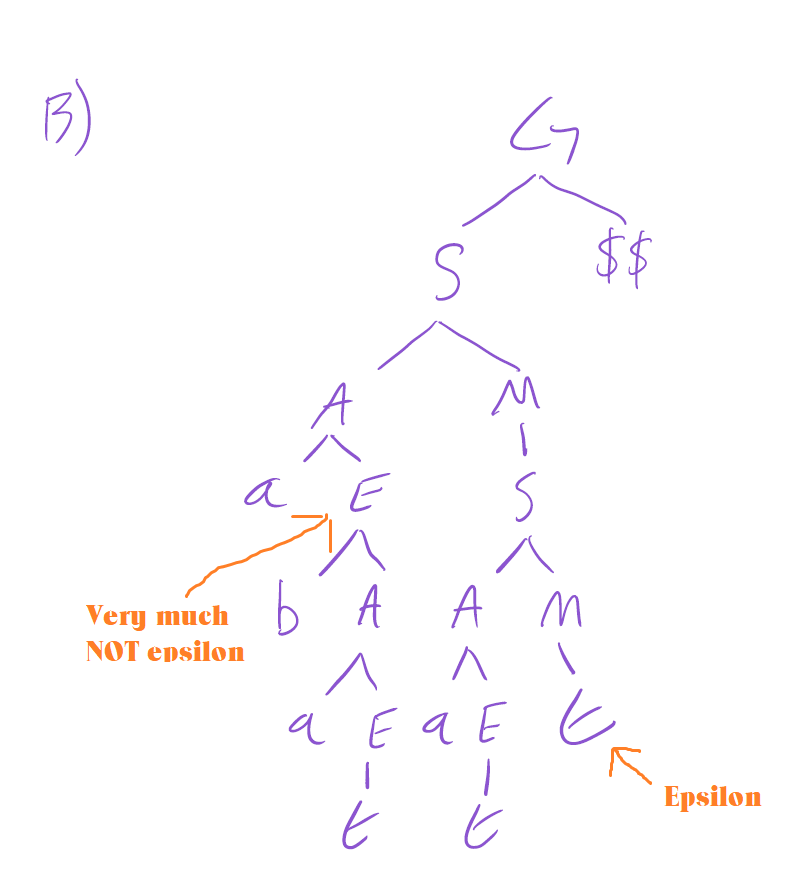 B)
G
S $$
A M
a E S
Very much
NOT epsilon
b A A M
a E a E ε
Epsilon
ε ε